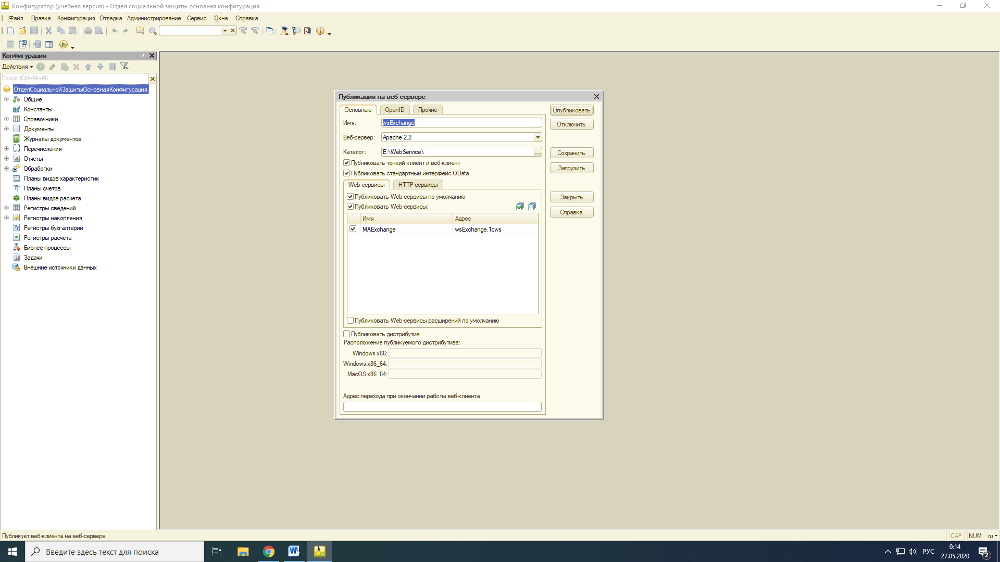 Конфигуратор (учебная версия) - Отдел социальной защиты основная конфигурация
Файл Правка Конфигурация Отладка Администрирование Сервис Окна Справка
Конфигурация
Действия
Поиск (Ctrl+Alt+M)
ОтделСоциальнойЗащитыОсновнаяКонфигурация
Общие
Константы
Справочники
Документы
Журналы документов
Перечисления
Отчеты
Обработки
Планы видов характеристик
Планы счетов
Планы видов расчета
Регистры сведений
Регистры накопления
Регистры бухгалтерии
Регистры расчета
Бизнес-процессы
Задачи
Внешние источники данных
Публикация на веб-сервере
Основные OpenID Прочие
Имя: wsExchange
Веб-сервер: Apache 2.2
Каталог: E:\WebService\ ...
Публиковать тонкий клиент и веб-клиент
Публиковать стандартный интерфейс OData
Web-сервисы HTTP сервисы
Публиковать Web-сервисы по умолчанию
Публиковать Web-сервисы:
Имя Адрес
MAExchange wsExchange.1cws
Публиковать Web-сервисы расширений по умолчанию
Публиковать дистрибутив
Расположение публикуемого дистрибутива:
Windows x86:
Windows x86_64:
MacOS x86_64:
Адрес перехода при окончании работы веб-клиента:
Опубликовать
Отключить
Сохранить
Загрузить
Закрыть
Справка
Публикует веб-клиента на веб-сервере
CAP NUM ru
Введите здесь текст для поиска
РУС
0:14
27.05.2020
2